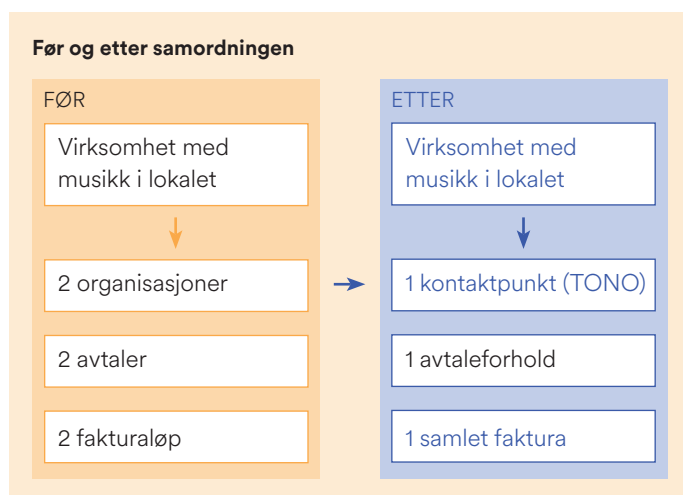 Før og etter samordningen
FØR
Virksomhet med
musikk i lokalet
2 organisasjoner
2 avtaler
2 fakturaløp
ETTER
Virksomhet med
musikk i lokalet
1 kontaktpunkt (TONO)
1 avtaleforhold
1 samlet faktura